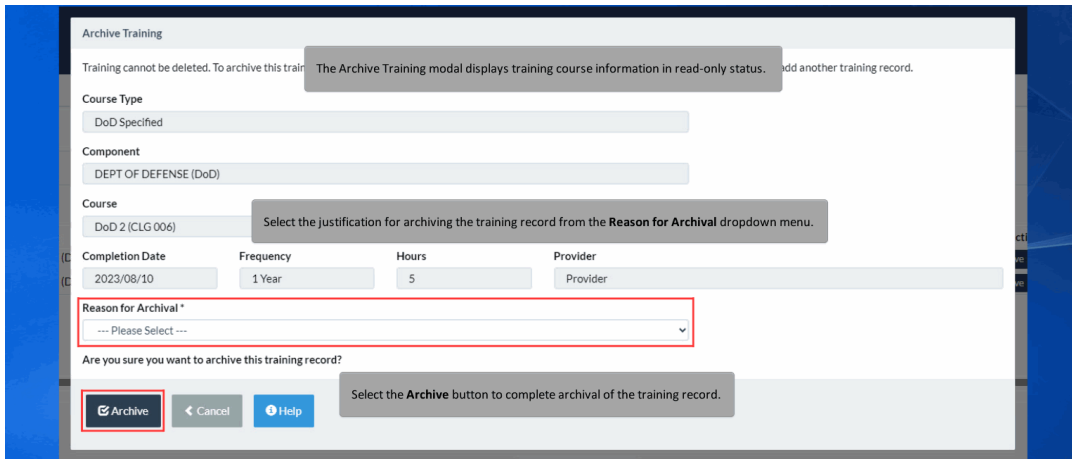 Archive Training
Training cannot be deleted. To archive this train
The Archive Training modal displays training course information in read-only status.
add another training record.
Course Type
DoD Specified
Component
DEPT OF DEFENSE (DoD)
Course
DoD 2 (CLG 006)
Select the justification for archiving the training record from the Reason for Archival dropdown menu.
Completion Date Frequency Hours Provider
2023/08/10 1 Year 5 Provider
Reason for Archival *
--- Please Select ---
Are you sure you want to archive this training record?
Select the Archive button to complete archival of the training record.
Archive Cancel Help